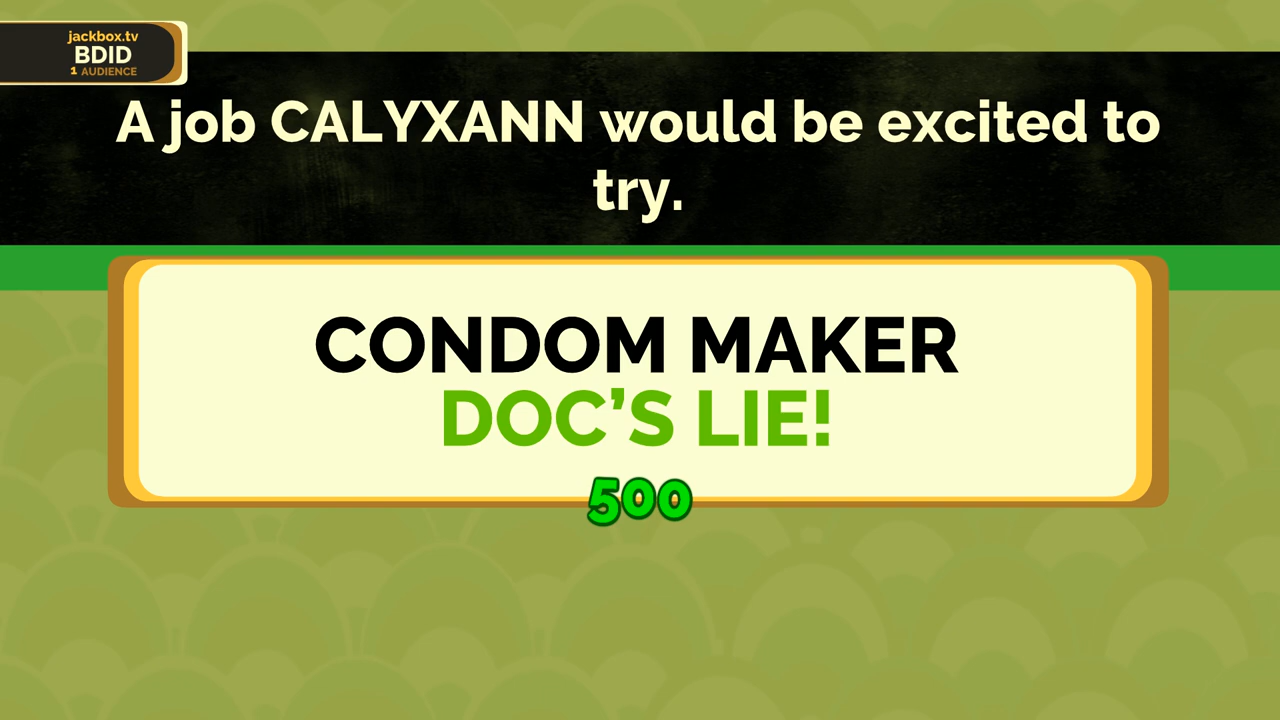 jackbox.tv
BDID
1 AUDIENCE
A job CALYXANN would be excited to
try.
CONDOM MAKER
DOC'S LIE!
500